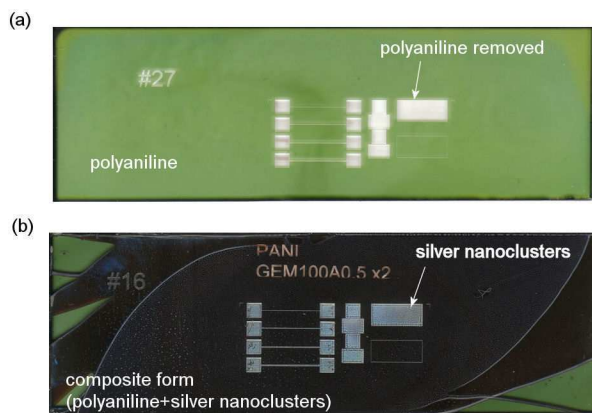 (a)
polyaniline removed
#27
polyaniline
(b)
PANI
GEM100A0.5 x2
silver nanoclusters
#16
composite form
(polyaniline+silver nanoclusters)